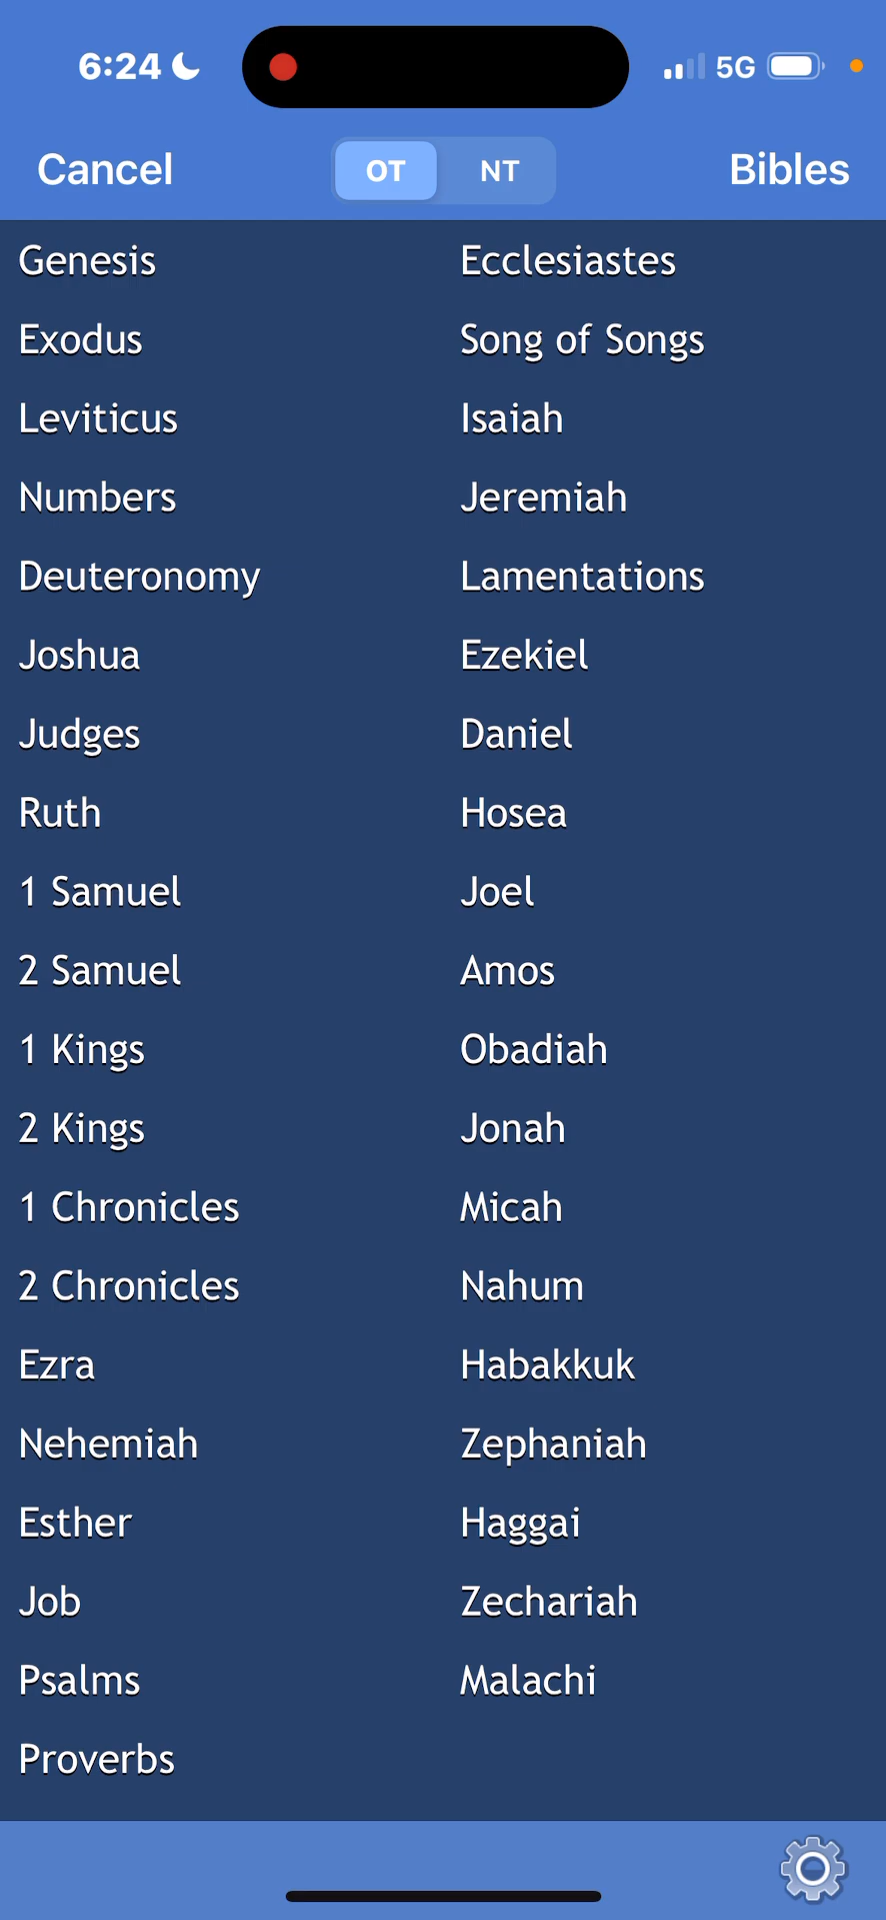 6:24
5G
Cancel
OT
NT
Bibles
Genesis
Exodus
Leviticus
Numbers
Deuteronomy
Joshua
Judges
Ruth
1 Samuel
2 Samuel
1 Kings
2 Kings
1 Chronicles
2 Chronicles
Ezra
Nehemiah
Esther
Job
Psalms
Proverbs
Ecclesiastes
Song of Songs
Isaiah
Jeremiah
Lamentations
Ezekiel
Daniel
Hosea
Joel
Amos
Obadiah
Jonah
Micah
Nahum
Habakkuk
Zephaniah
Haggai
Zechariah
Malachi